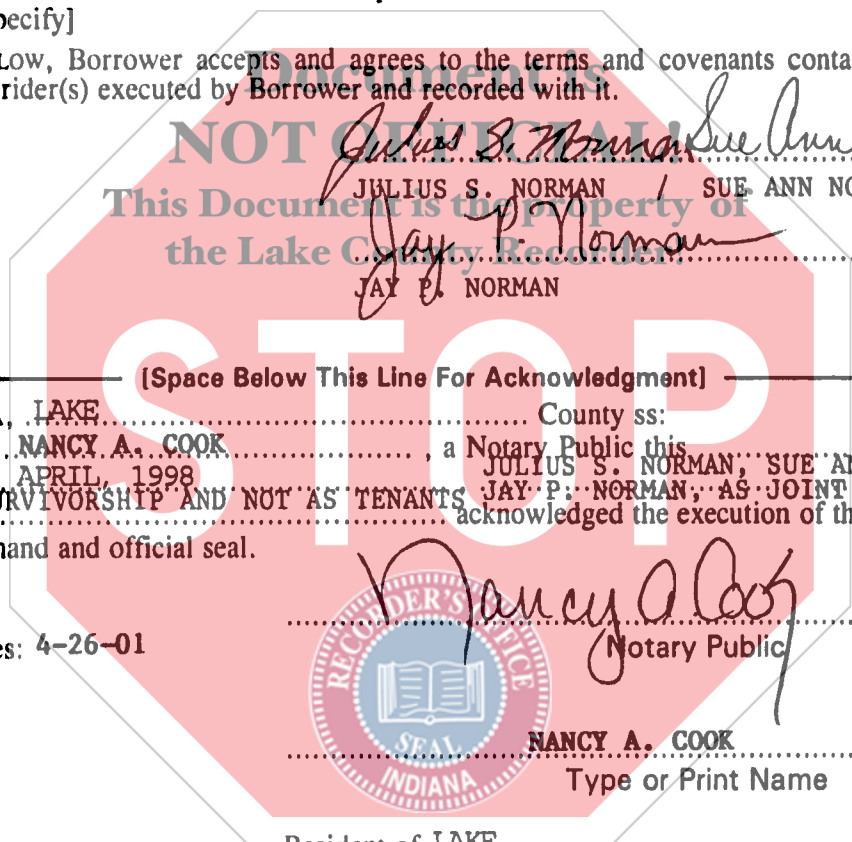 pecify]
Low, Borrower accepts and agrees to the terms and covenants conta
rider(s) executed by Borrower and recorded with it.
Document is
NOT OFFICIAL!
This Document is the property of
the Lake County Recorder!
Julius S. Norman Sue Ann
JULIUS S. NORMAN / SUE ANN NO
Jay P. Norman
JAY P. NORMAN
STOP
[Space Below This Line For Acknowledgment]
, LAKE County ss:
NANCY A. COOK , a Notary Public this
APRIL, 1998 JULIUS S. NORMAN, SUE AN
RVIVORSHIP AND NOT AS TENANTS JAY P. NORMAN, AS JOINT
acknowledged the execution of th
hand and official seal.
Nancy A Cook
es: 4-26-01
Notary Public
RECORDER'S OFFICE
SEAL
INDIANA
NANCY A. COOK
Type or Print Name
Resident of LAKE